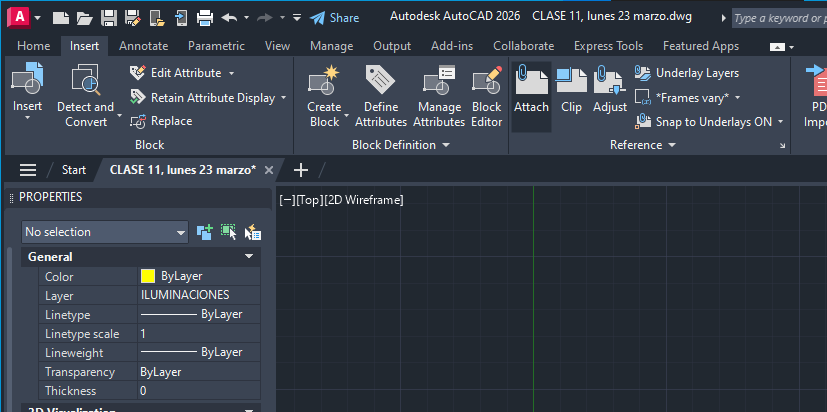 A Share Autodesk AutoCAD 2026 CLASE 11, lunes 23 marzo.dwg Type a keyword or p
Home Insert Annotate Parametric View Manage Output Add-ins Collaborate Express Tools Featured Apps
Insert
Detect and
Convert
Edit Attribute
Retain Attribute Display
Replace
Block
Create
Block
Define
Attributes
Manage
Attributes
Block
Editor
Block Definition
Attach
Clip
Adjust
Underlay Layers
*Frames vary*
Snap to Underlays ON
Reference
PD
Impor
Start CLASE 11, lunes 23 marzo*
PROPERTIES
[−][Top][2D Wireframe]
No selection
General
Color ByLayer
Layer ILUMINACIONES
Linetype ByLayer
Linetype scale 1
Lineweight ByLayer
Transparency ByLayer
Thickness 0
3D Visualization